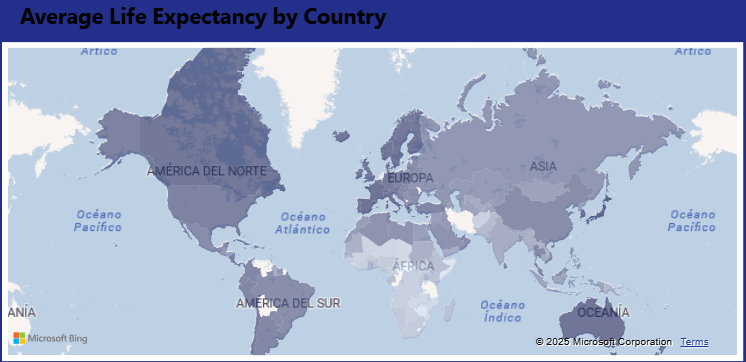 Average Life Expectancy by Country
Ártico
Ártico
AMÉRICA DEL NORTE
EUROPA
ASIA
Océano
Pacífico
Océano
Atlántico
Océano
Pacífico
ÁFRICA
AMÉRICA DEL SUR
Océano
Índico
ANÍA
OCEANÍA
Microsoft Bing
© 2025 Microsoft Corporation Terms